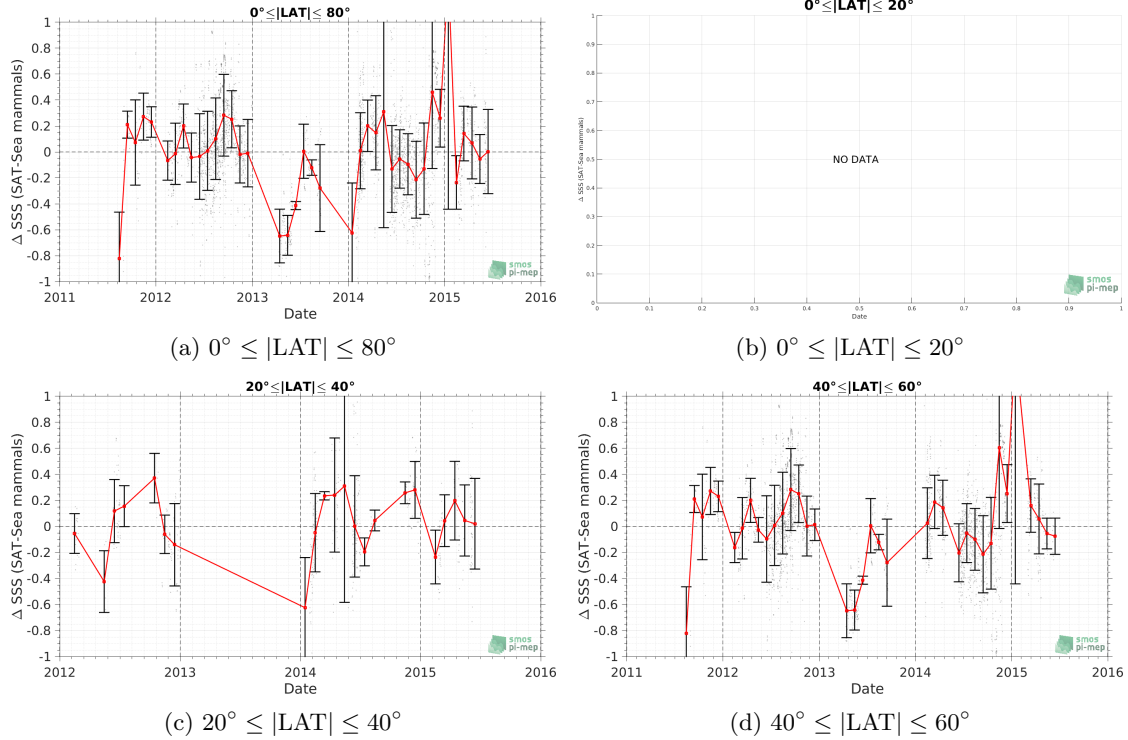 0°≤|LAT|≤ 80°
Δ SSS (SAT-Sea mammals)
1
0.8
0.6
0.4
0.2
0
-0.2
-0.4
-0.6
-0.8
-1
2011 2012 2013 2014 2015 2016
Date
smos
pi-mep
(a) 0° ≤ |LAT| ≤ 80°
0°≤|LAT|≤ 20°
Δ SSS (SAT-Sea mammals)
1
0.9
0.8
0.7
0.6
0.5
0.4
0.3
0.2
0.1
0
NO DATA
0 0.1 0.2 0.3 0.4 0.5 0.6 0.7 0.8 0.9 1
Date
smos
pi-mep
(b) 0° ≤ |LAT| ≤ 20°
20°≤|LAT|≤ 40°
Δ SSS (SAT-Sea mammals)
1
0.8
0.6
0.4
0.2
0
-0.2
-0.4
-0.6
-0.8
-1
2012 2013 2014 2015 2016
Date
smos
pi-mep
(c) 20° ≤ |LAT| ≤ 40°
40°≤|LAT|≤ 60°
Δ SSS (SAT-Sea mammals)
1
0.8
0.6
0.4
0.2
0
-0.2
-0.4
-0.6
-0.8
-1
2011 2012 2013 2014 2015 2016
Date
smos
pi-mep
(d) 40° ≤ |LAT| ≤ 60°